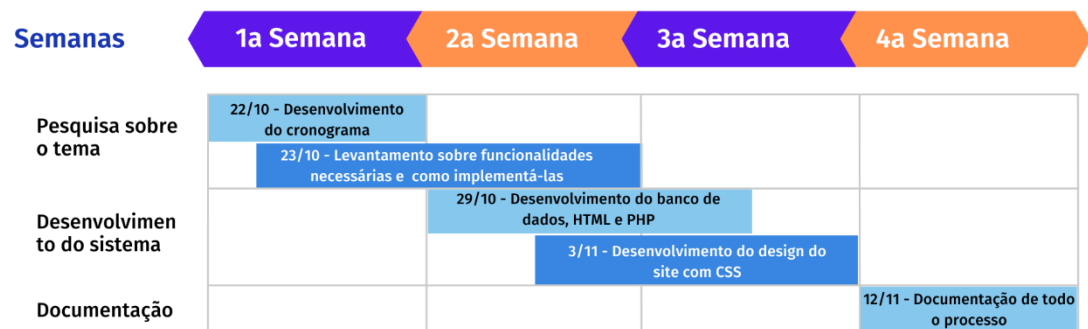 Semanas
1a Semana
2a Semana
3a Semana
4a Semana
Pesquisa sobre
o tema
22/10 - Desenvolvimento
do cronograma
23/10 - Levantamento sobre funcionalidades
necessárias e como implementá-las
Desenvolvimen
to do sistema
29/10 - Desenvolvimento do banco de
dados, HTML e PHP
3/11 - Desenvolvimento do design do
site com CSS
Documentação
12/11 - Documentação de todo
o processo